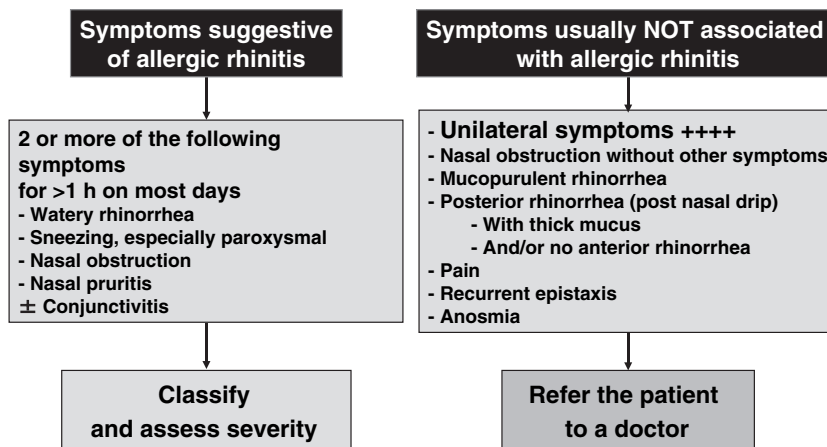 Symptoms suggestive
of allergic rhinitis
2 or more of the following
symptoms
for >1 h on most days
- Watery rhinorrhea
- Sneezing, especially paroxysmal
- Nasal obstruction
- Nasal pruritis
± Conjunctivitis
Classify
and assess severity
Symptoms usually NOT associated
with allergic rhinitis
- Unilateral symptoms ++++
- Nasal obstruction without other symptoms
- Mucopurulent rhinorrhea
- Posterior rhinorrhea (post nasal drip)
- With thick mucus
- And/or no anterior rhinorrhea
- Pain
- Recurrent epistaxis
- Anosmia
Refer the patient
to a doctor